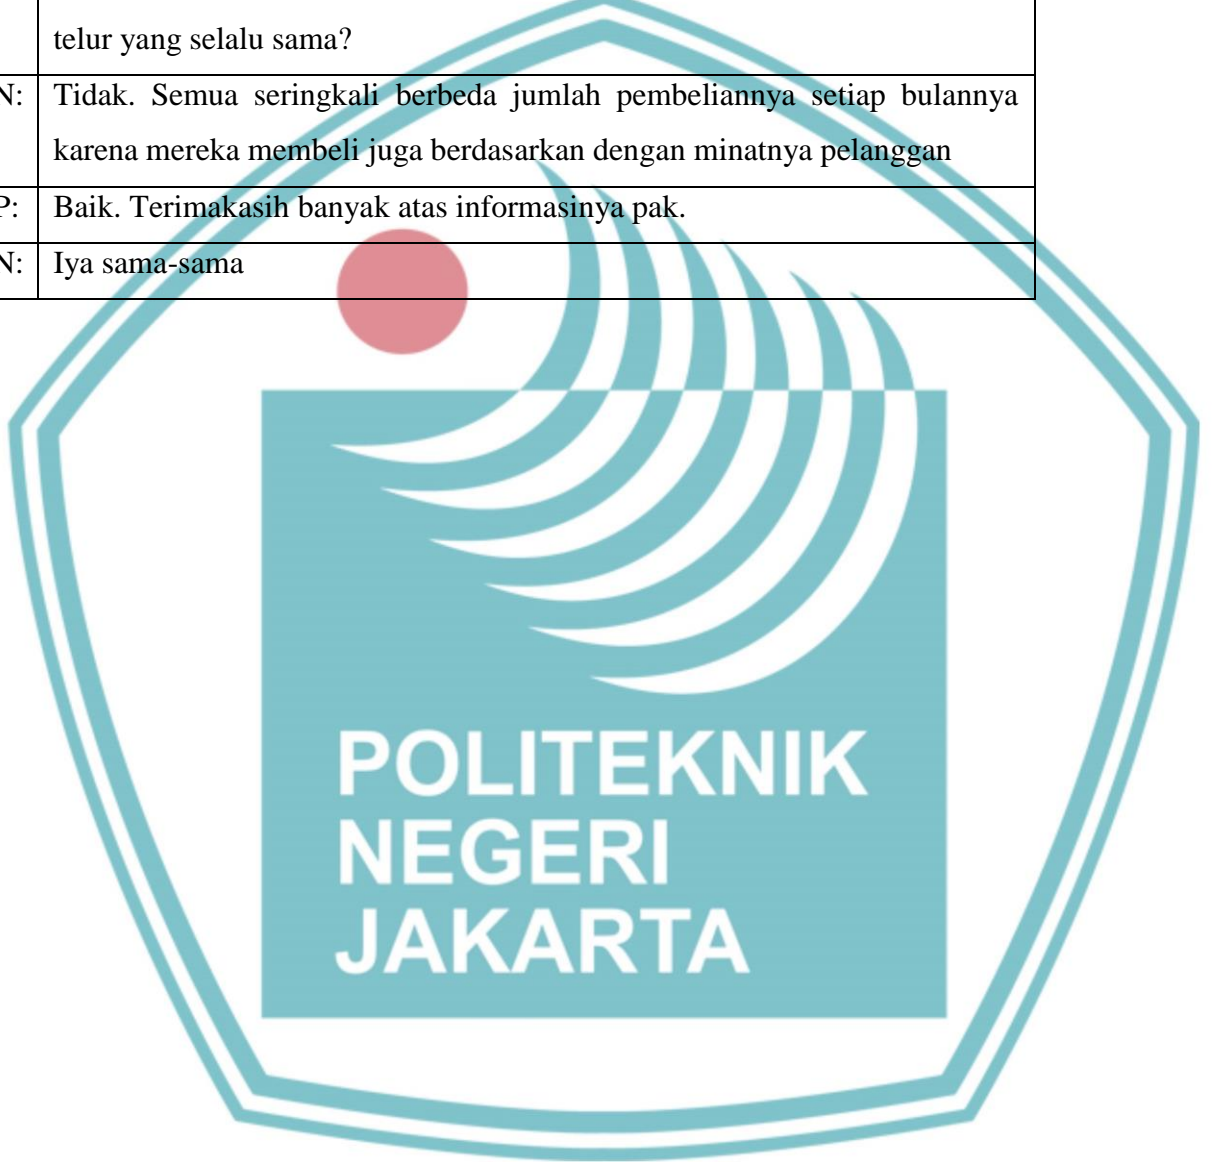 telur yang selalu sama?
N: Tidak. Semua seringkali berbeda jumlah pembeliannya setiap bulannya
karena mereka membeli juga berdasarkan dengan minatnya pelanggan
P: Baik. Terimakasih banyak atas informasinya pak.
N: Iya sama-sama
POLITEKNIK
NEGERI
JAKARTA